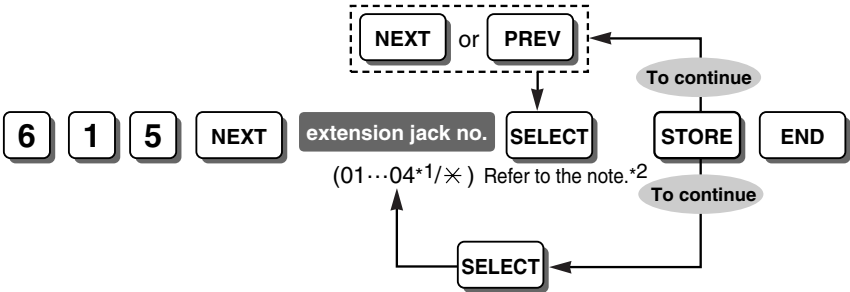 NEXT or PREV
To continue
6 1 5 NEXT extension jack no. SELECT STORE END
(01···04*1/✳) Refer to the note.*2
To continue
SELECT